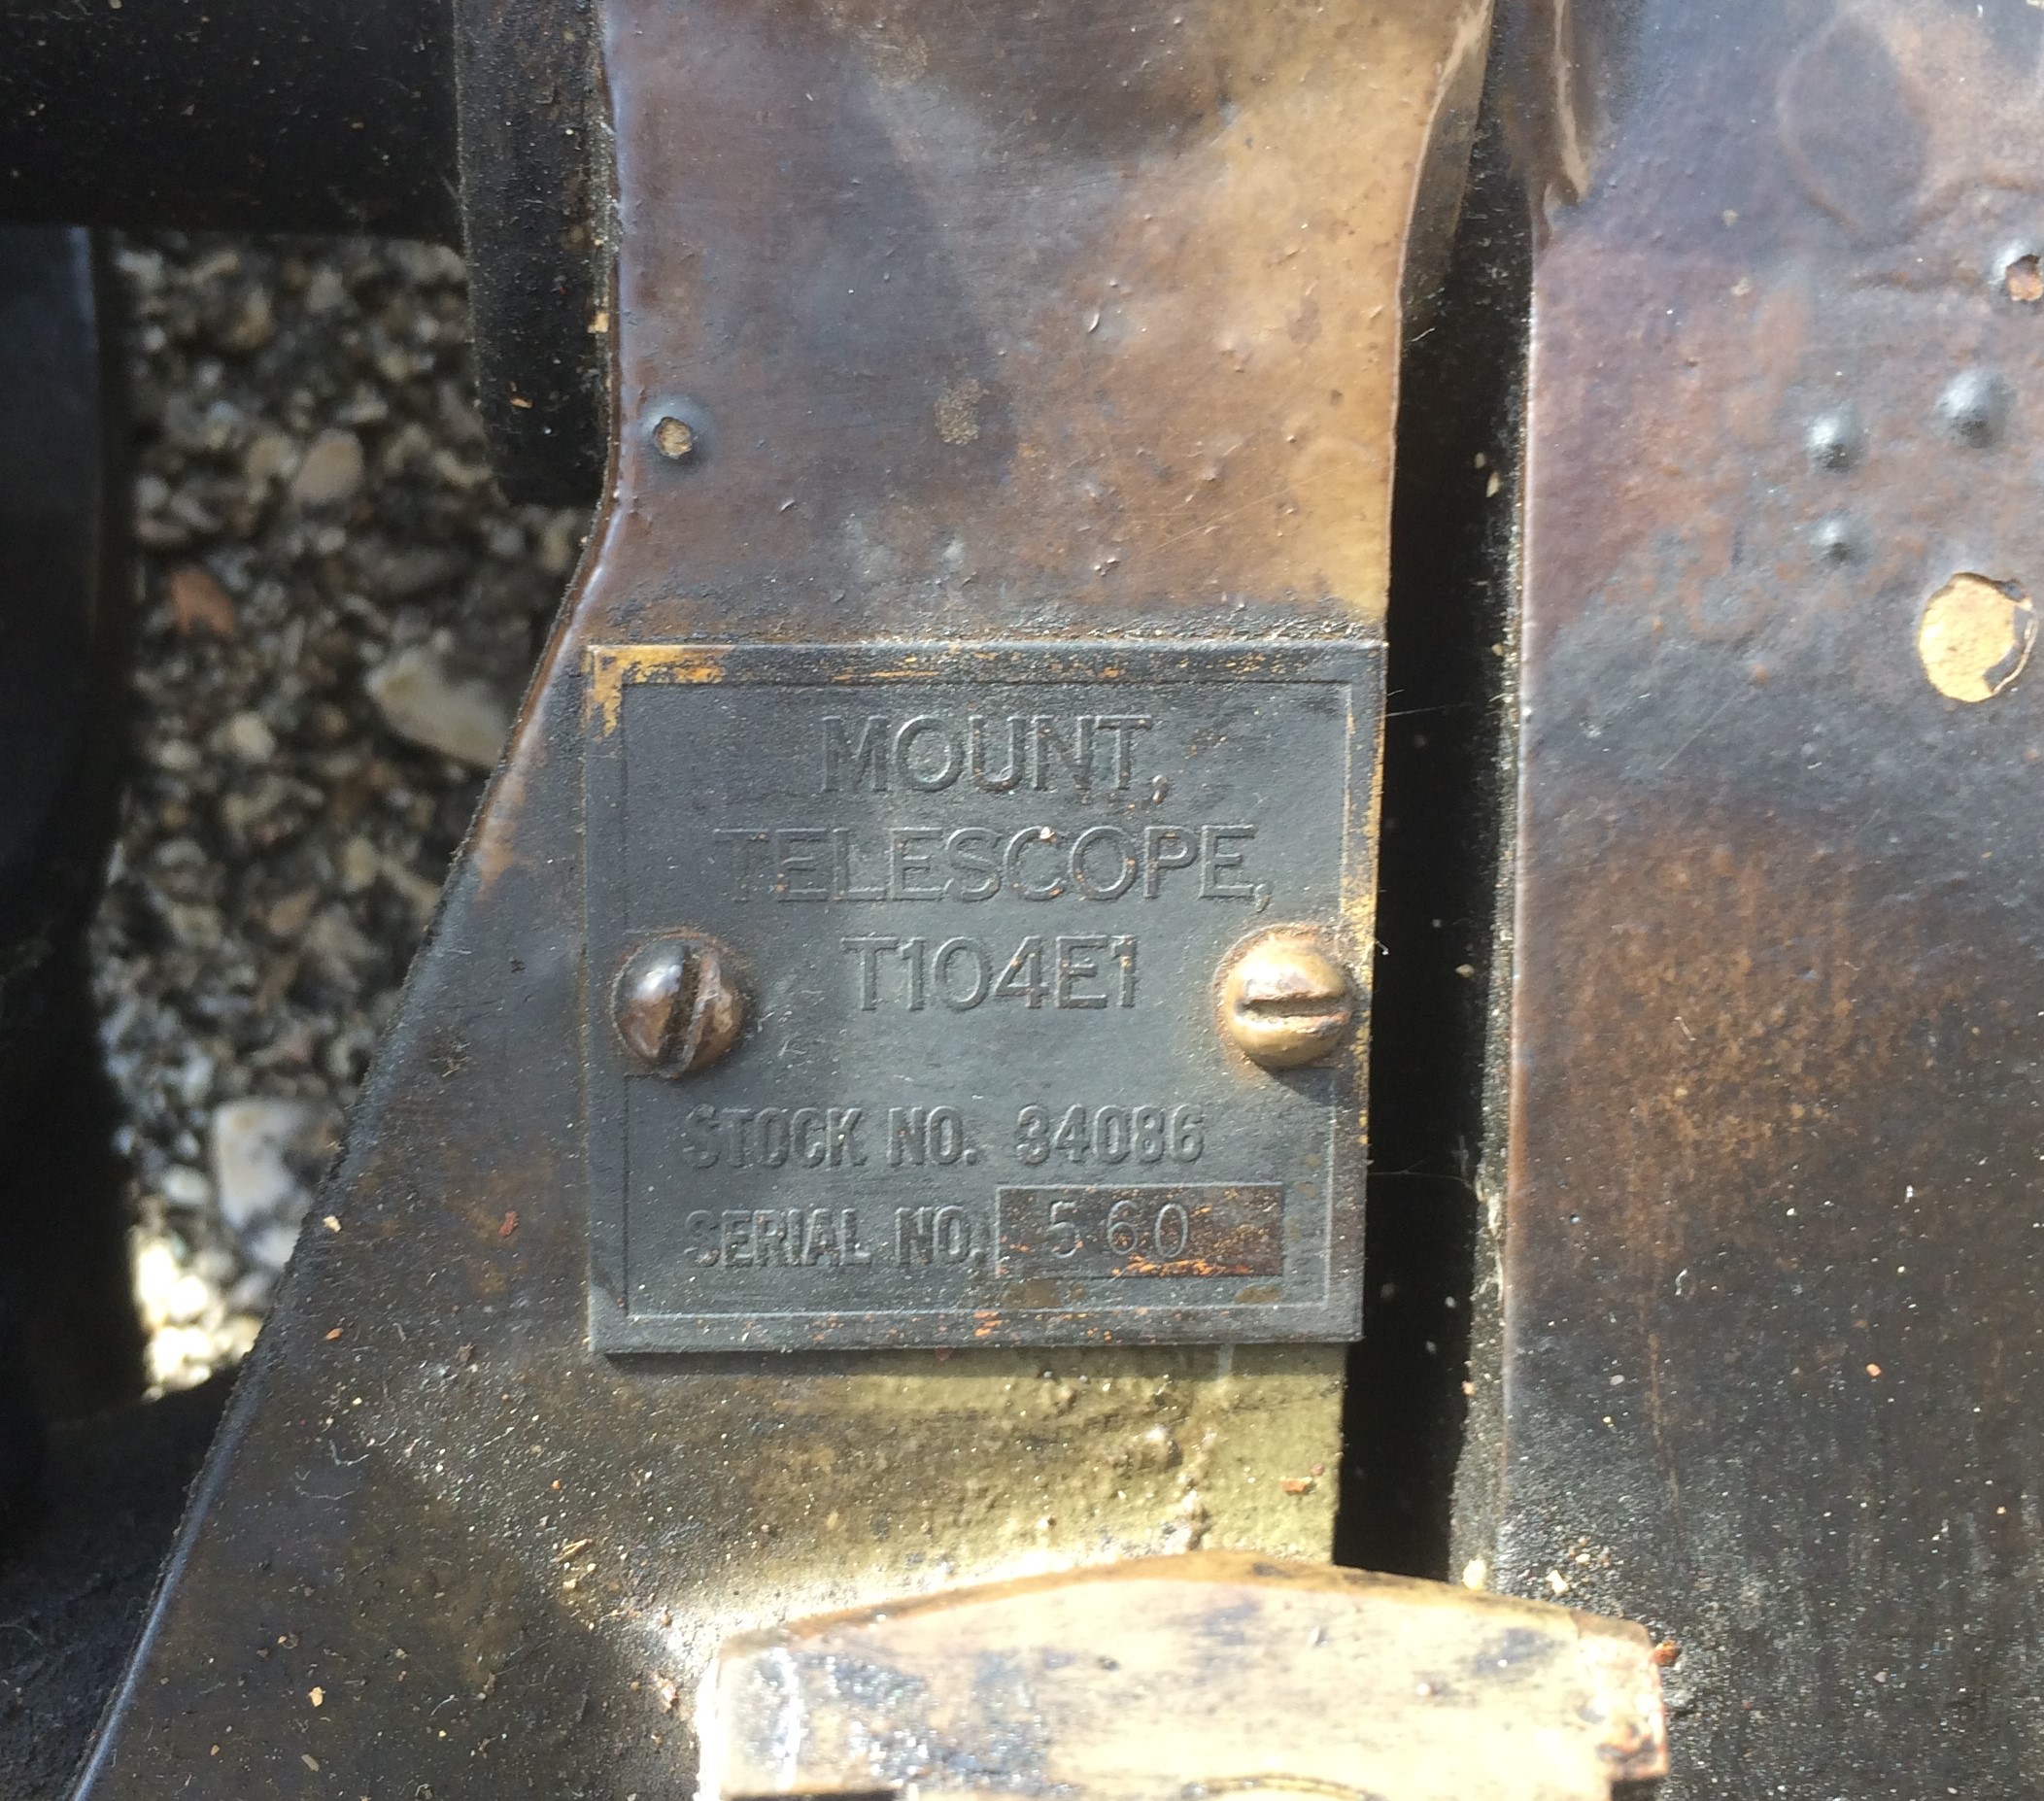 MOUNT,
TELESCOPE,
T104E1
STOCK NO. 34086
SERIAL NO. 560